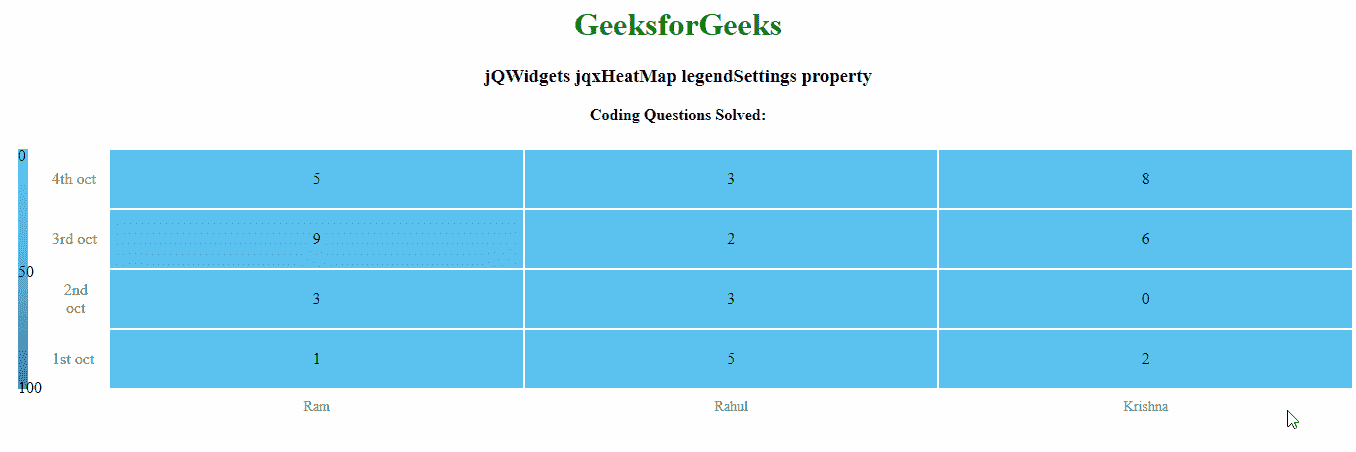 GeeksforGeeks
jQWidgets jqxHeatMap legendSettings property
Coding Questions Solved:
0
4th oct 5 3 8
3rd oct 9 2 6
50
2nd
oct 3 3 0
1st oct 1 5 2
100
Ram Rahul Krishna